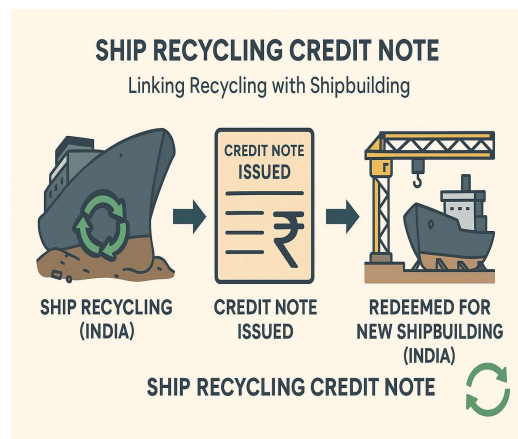 SHIP RECYCLING CREDIT NOTE
Linking Recycling with Shipbuilding
CREDIT NOTE
ISSUED
₹
SHIP RECYCLING
(INDIA)
CREDIT NOTE
ISSUED
REDEEMED FOR
NEW SHIPBUILDING
(INDIA)
SHIP RECYCLING CREDIT NOTE